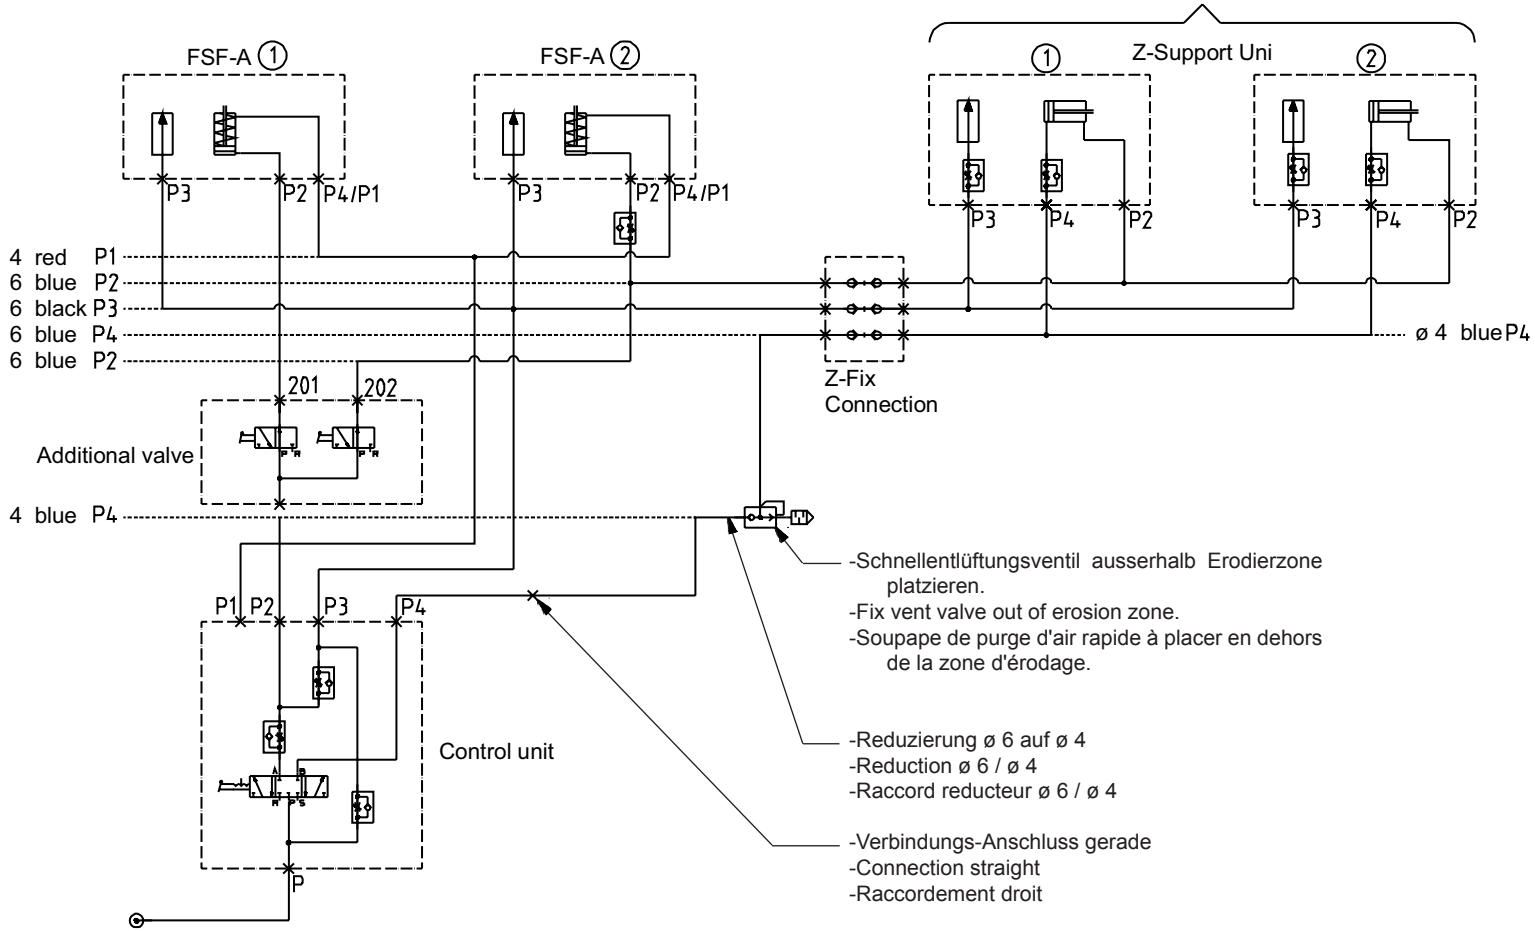 FSF-A 1
FSF-A 2
Z-Support Uni
1
2
P3
P2
P4/P1
P3
P2
P4/P1
P3
P4
P2
P3
P4
P2
4 red P1
6 blue P2
6 black P3
6 blue P4
6 blue P2
ø 4 blue P4
Z-Fix
Connection
201
202
P R
P R
Additional valve
4 blue P4
-Schnellentlüftungsventil ausserhalb Erodierzone
platzieren.
-Fix vent valve out of erosion zone.
-Soupape de purge d'air rapide à placer en dehors
de la zone d'érodage.
P1 P2 P3 P4
Control unit
A B
R P S
-Reduzierung ø 6 auf ø 4
-Reduction ø 6 / ø 4
-Raccord reducteur ø 6 / ø 4
-Verbindungs-Anschluss gerade
-Connection straight
-Raccordement droit
P